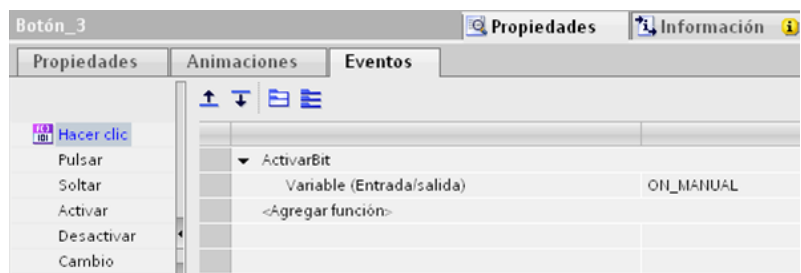 Botón_3 Propiedades Información
Propiedades Animaciones Eventos
Hacer clic
Pulsar
Soltar
Activar
Desactivar
Cambio
ActivarBit
Variable (Entrada/salida) ON_MANUAL
<Agregar función>